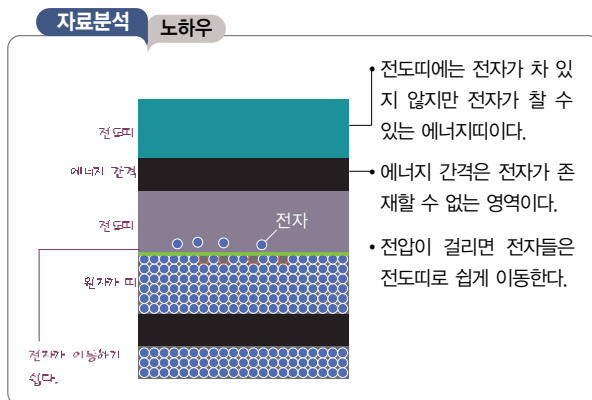 자료분석
노하우
전도띠
에너지 간격
전도띠
전자
원자가 띠
전자가 이동하기
쉽다.
• 전도띠에는 전자가 차 있
지 않지만 전자가 찰 수
있는 에너지띠이다.
• 에너지 간격은 전자가 존
재할 수 없는 영역이다.
• 전압이 걸리면 전자들은
전도띠로 쉽게 이동한다.